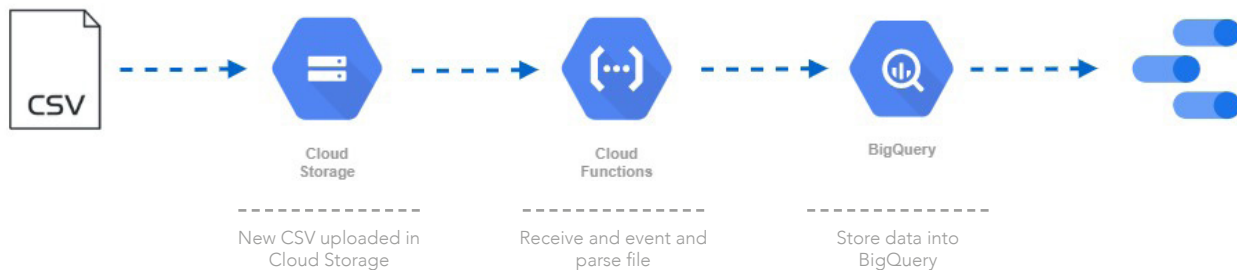 CSV
Cloud
Storage
Cloud
Functions
BigQuery
New CSV uploaded in
Cloud Storage
Receive and event and
parse file
Store data into
BigQuery